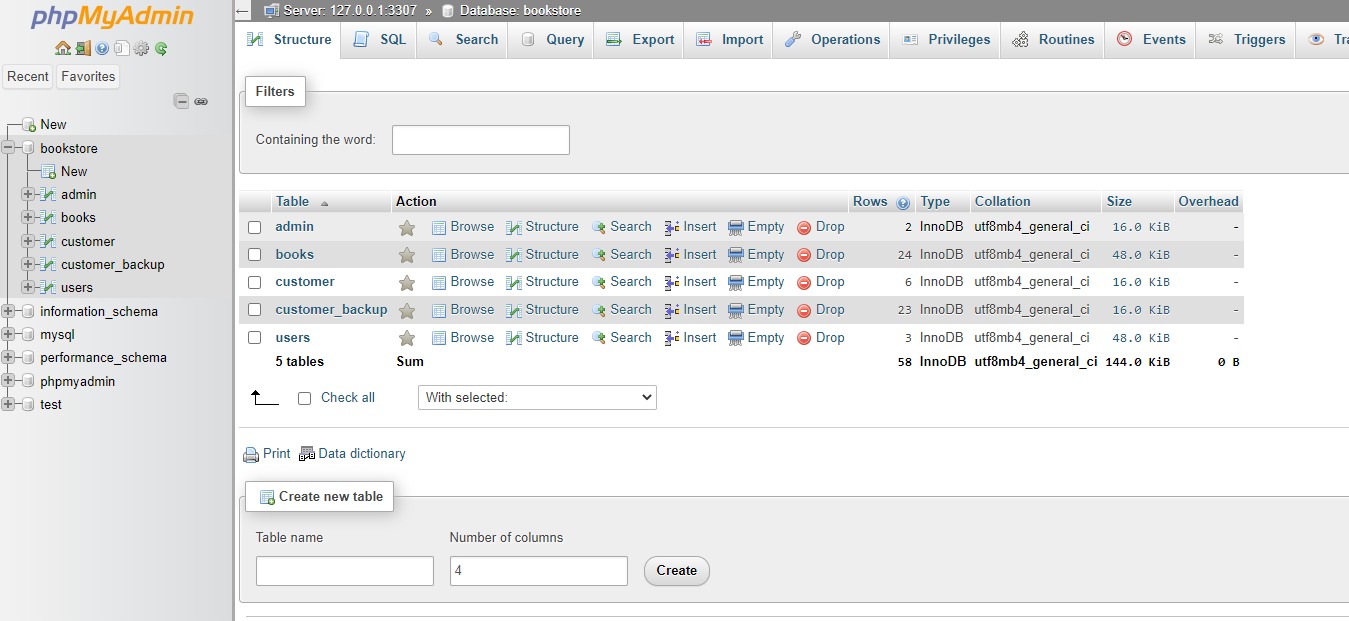 phpMyAdmin
Recent Favorites
New
bookstore
New
admin
books
customer
customer_backup
users
information_schema
mysql
performance_schema
phpmyadmin
test
Server: 127.0.0.1:3307 » Database: bookstore
Structure SQL Search Query Export Import Operations Privileges Routines Events Triggers
Filters
Containing the word:
Table Action Rows Type Collation Size Overhead
admin Browse Structure Search Insert Empty Drop 2 InnoDB utf8mb4_general_ci 16.0 KiB -
books Browse Structure Search Insert Empty Drop 24 InnoDB utf8mb4_general_ci 48.0 KiB -
customer Browse Structure Search Insert Empty Drop 6 InnoDB utf8mb4_general_ci 16.0 KiB -
customer_backup Browse Structure Search Insert Empty Drop 23 InnoDB utf8mb4_general_ci 16.0 KiB -
users Browse Structure Search Insert Empty Drop 3 InnoDB utf8mb4_general_ci 48.0 KiB -
5 tables Sum 58 InnoDB utf8mb4_general_ci 144.0 KiB 0 B
Check all With selected:
Print Data dictionary
Create new table
Table name Number of columns
4 Create